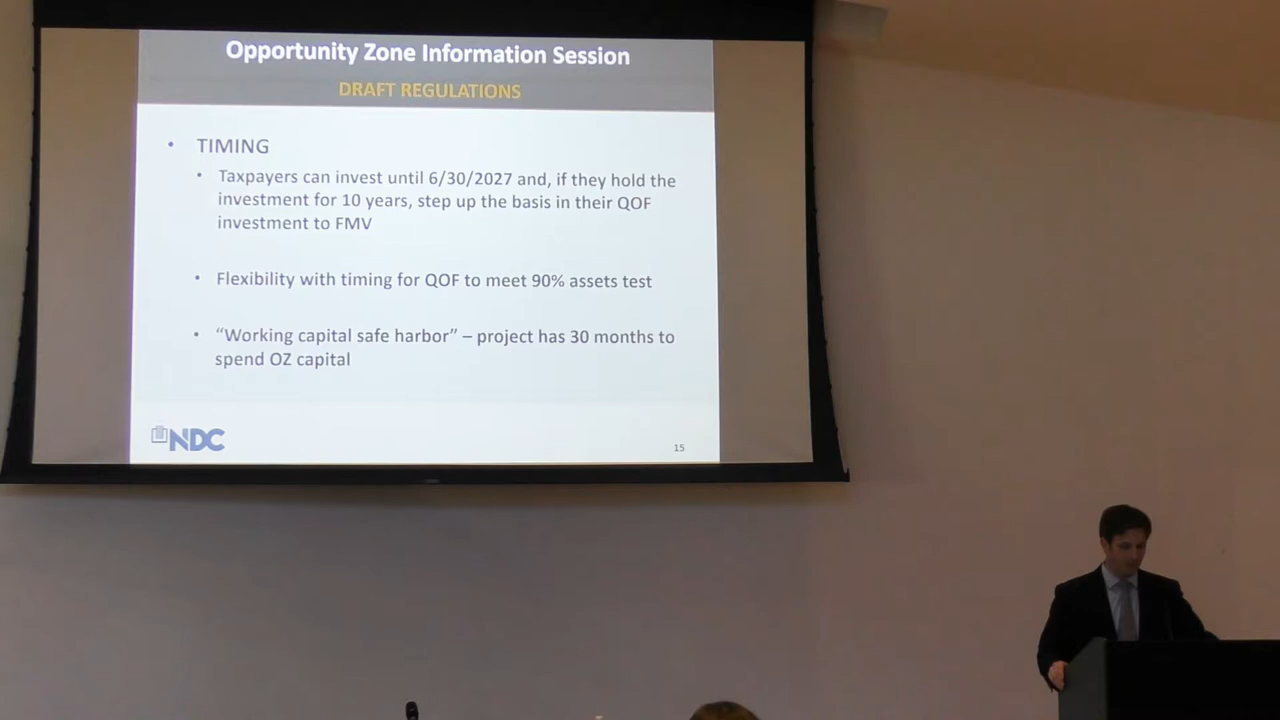 Opportunity Zone Information Session
DRAFT REGULATIONS
• TIMING
• Taxpayers can invest until 6/30/2027 and, if they hold the
investment for 10 years, step up the basis in their QOF
investment to FMV
• Flexibility with timing for QOF to meet 90% assets test
• “Working capital safe harbor” – project has 30 months to
spend OZ capital
NDC
15